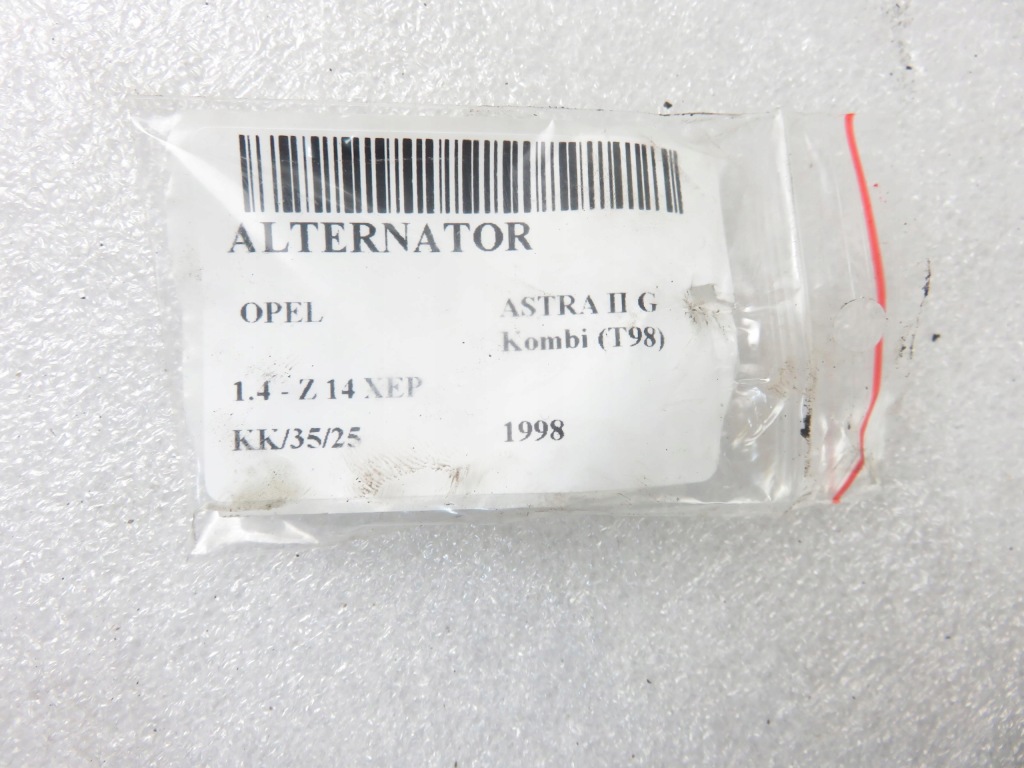 ALTERNATOR
OPEL
ASTRA II G
Kombi (T98)
1.4 - Z 14 XEP
KK/35/25
1998